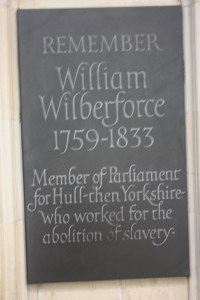 REMEMBER
William
Wilberforce
1759-1833
Member of Parliament
for Hull-then Yorkshire-
who worked for the
abolition of slavery·